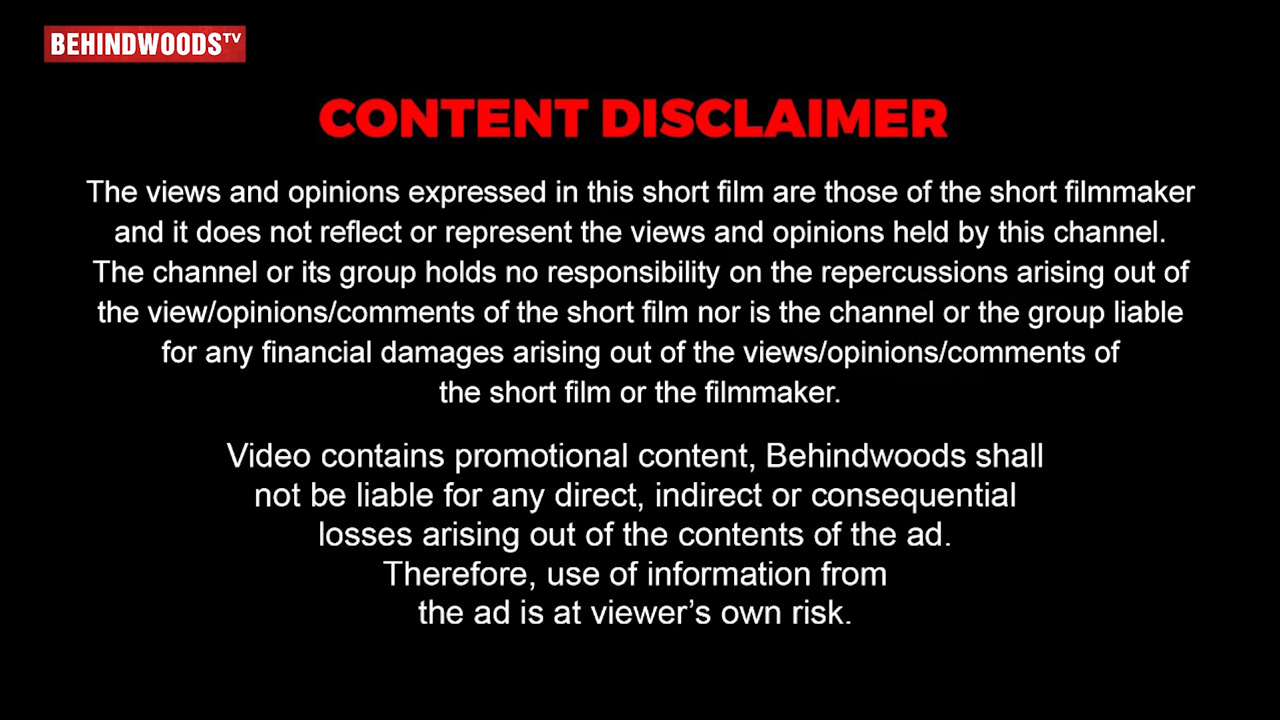 BEHINDWOODSTV
CONTENT DISCLAIMER
The views and opinions expressed in this short film are those of the short filmmaker
and it does not reflect or represent the views and opinions held by this channel.
The channel or its group holds no responsibility on the repercussions arising out of
the view/opinions/comments of the short film nor is the channel or the group liable
for any financial damages arising out of the views/opinions/comments of
the short film or the filmmaker.
Video contains promotional content, Behindwoods shall
not be liable for any direct, indirect or consequential
losses arising out of the contents of the ad.
Therefore, use of information from
the ad is at viewer’s own risk.